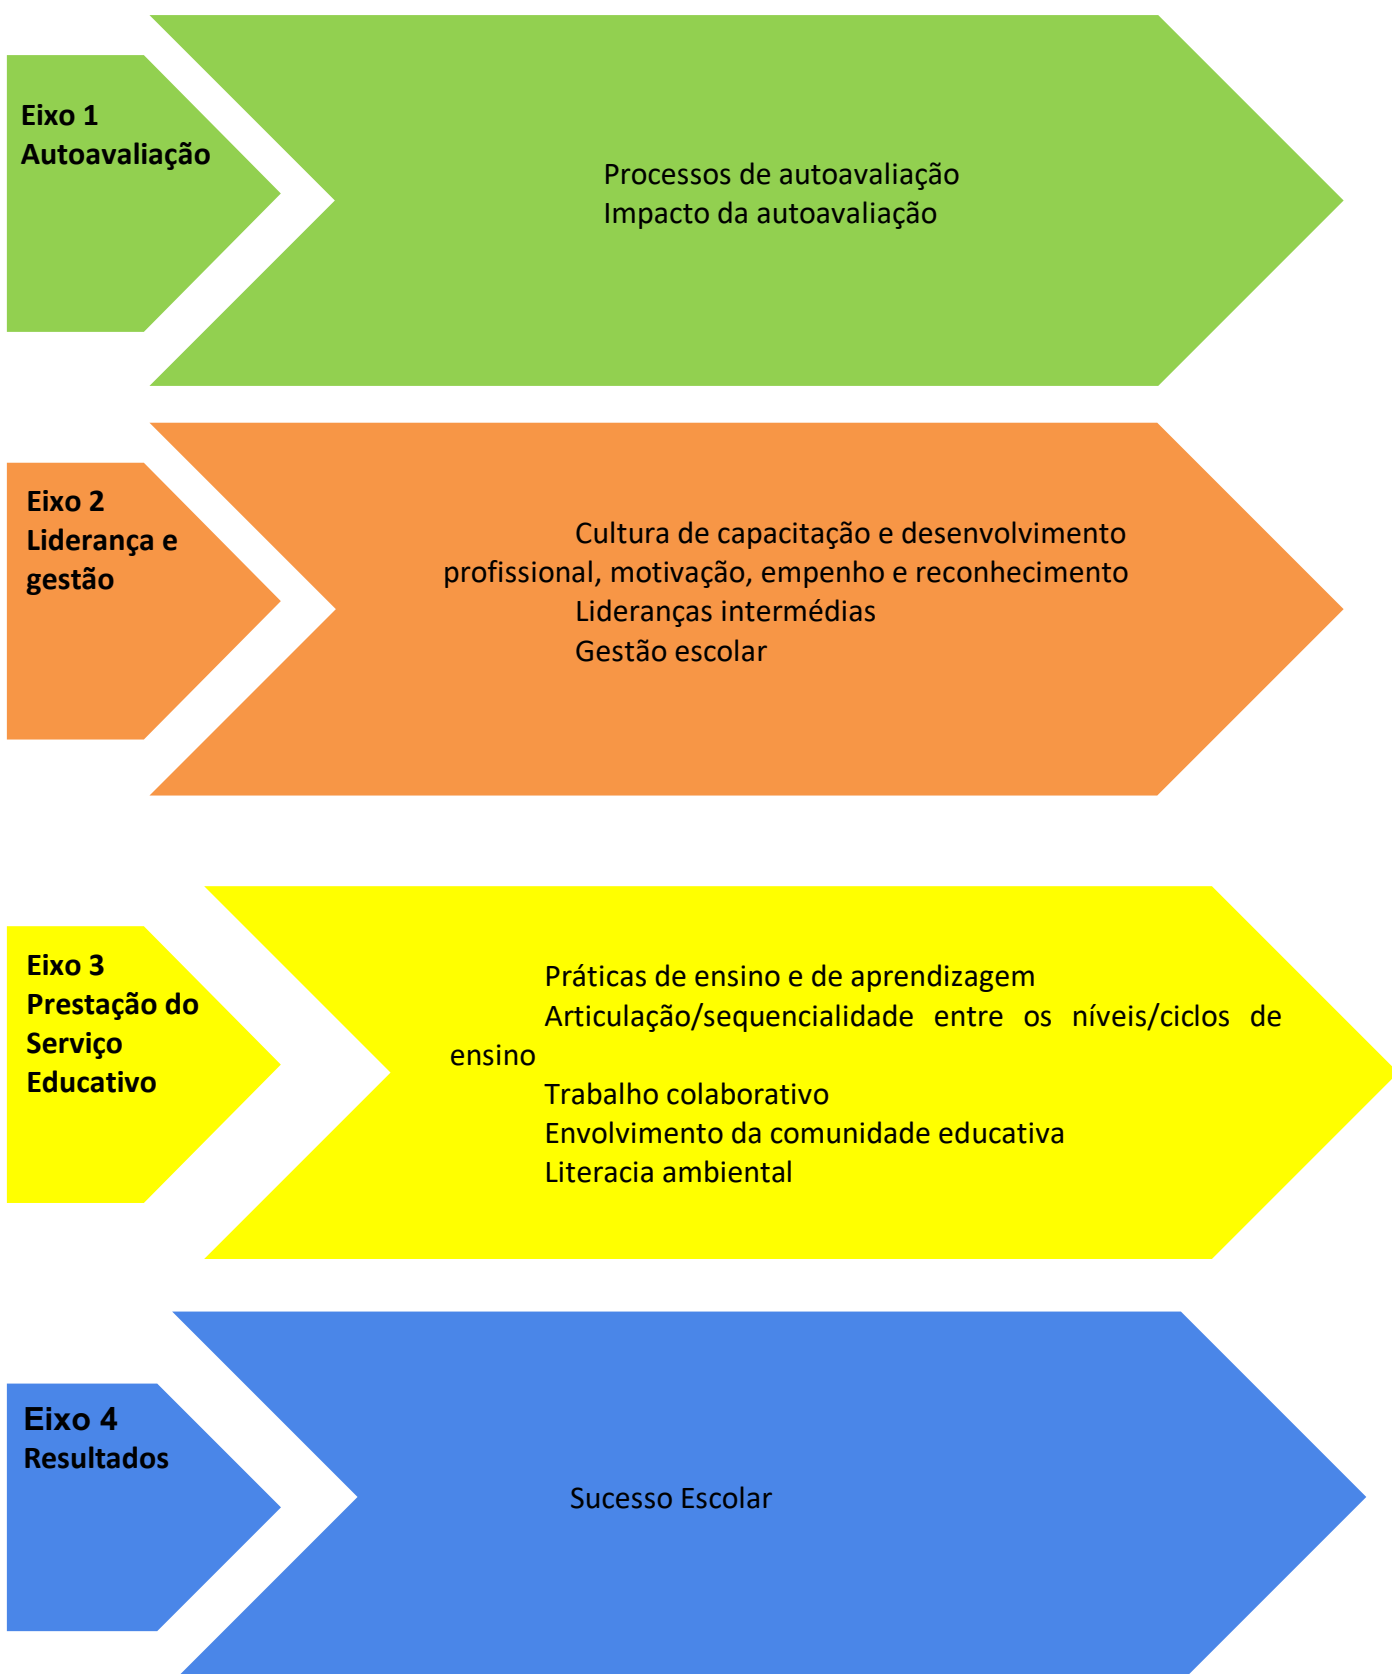 Eixo 1
Autoavaliação
Processos de autoavaliação
Impacto da autoavaliação
Eixo 2
Liderança e
gestão
Cultura de capacitação e desenvolvimento
profissional, motivação, empenho e reconhecimento
Lideranças intermédias
Gestão escolar
Eixo 3
Prestação do
Serviço
Educativo
Práticas de ensino e de aprendizagem
Articulação/sequencialidade entre os níveis/ciclos de
ensino
Trabalho colaborativo
Envolvimento da comunidade educativa
Literacia ambiental
Eixo 4
Resultados
Sucesso Escolar